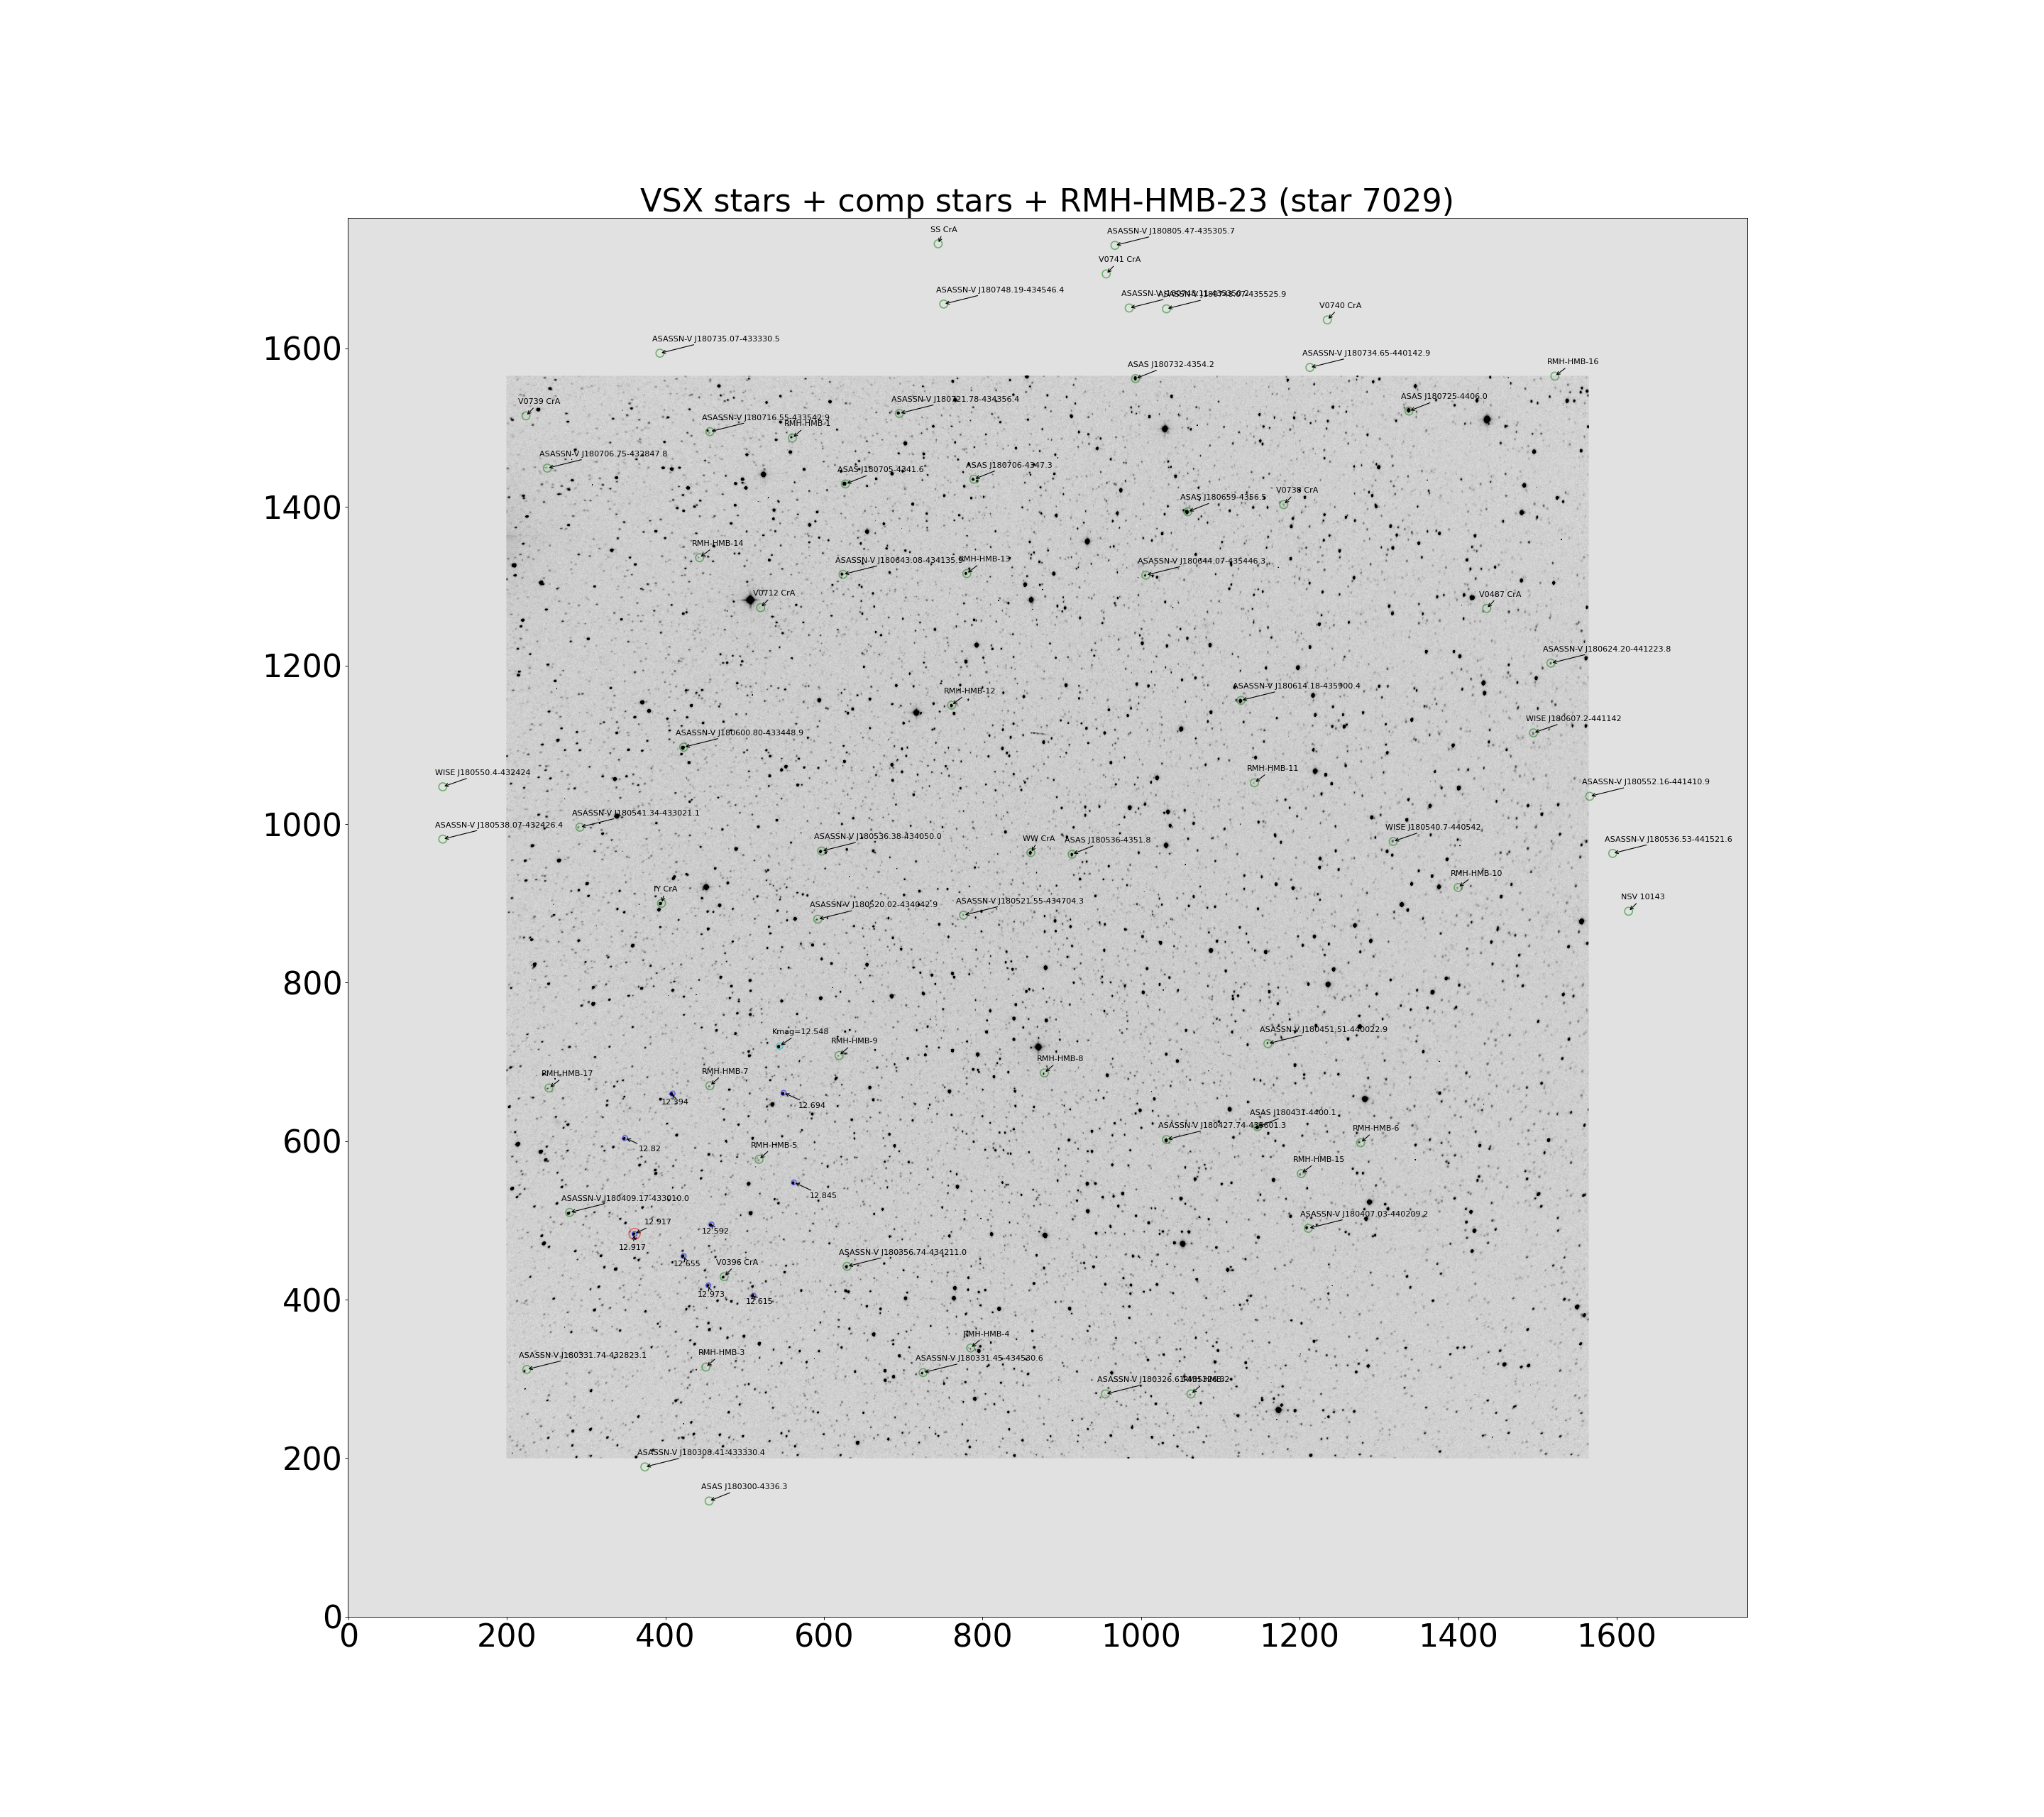 VSX stars + comp stars + RMH-HMB-23 (star 7029)
SS CrA
ASASSN-V J180805.47-435305.7
V0741 CrA
ASASSN-V J180748.19-434546.4
V0740 CrA
ASASSN-V J180735.07-433330.5
1600
ASASSN-V J180734.65-440142.9
ASAS J180732-4354.2
RMH-HMB-16
V0739 CrA
ASASSN-V J180721.78-434356.4
ASAS J180725-4406.0
ASASSN-V J180716.55-433542.9
RMH-HMB-1
ASASSN-V J180706.75-432847.8
ASAS J180705-4341.6
ASAS J180706-4347.3
ASAS J180659-4356.5
V0738 CrA
1400
RMH-HMB-14
ASASSN-V J180643.08-434135.9
RMH-HMB-13
ASASSN-V J180644.07-435446.3
V0712 CrA
V0487 CrA
1200
ASASSN-V J180624.20-441223.8
RMH-HMB-12
ASASSN-V J180614.18-435900.4
WISE J180607.2-441142
ASASSN-V J180600.80-433448.9
WISE J180550.4-432424
RMH-HMB-11
ASASSN-V J180552.16-441410.9
1000
ASASSN-V J180541.34-433021.1
ASASSN-V J180538.07-432426.4
ASASSN-V J180536.38-434050.0
WW CrA
ASAS J180536-4351.8
WISE J180540.7-440542
ASASSN-V J180536.53-441521.6
RMH-HMB-10
IY CrA
ASASSN-V J180520.02-434042.9
ASASSN-V J180521.55-434704.3
NSV 10143
800
Kmag=12.548
RMH-HMB-9
ASASSN-V J180451.51-440022.9
RMH-HMB-8
RMH-HMB-17
RMH-HMB-7
12.694
ASAS J180431-4400.1
RMH-HMB-6
600
12.82
RMH-HMB-5
RMH-HMB-15
12.845
ASASSN-V J180409.17-433010.0
ASASSN-V J180407.03-440209.2
12.917
12.592
12.917
12.655
V0396 CrA
ASASSN-V J180356.74-434211.0
12.973
12.615
400
RMH-HMB-4
RMH-HMB-3
ASASSN-V J180331.74-432823.1
ASASSN-V J180331.45-434530.6
200
ASASSN-V J180308.41-433330.4
ASAS J180300-4336.3
0
0 200 400 600 800 1000 1200 1400 1600